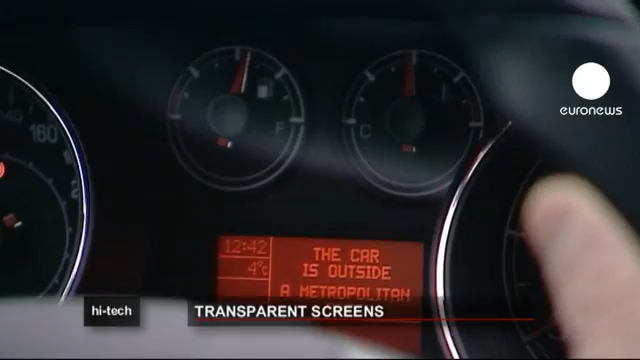 euronews
160
F
C
12:42
4°c
THE CAR
IS OUTSIDE
A METROPOLITAN
hi-tech
TRANSPARENT SCREENS